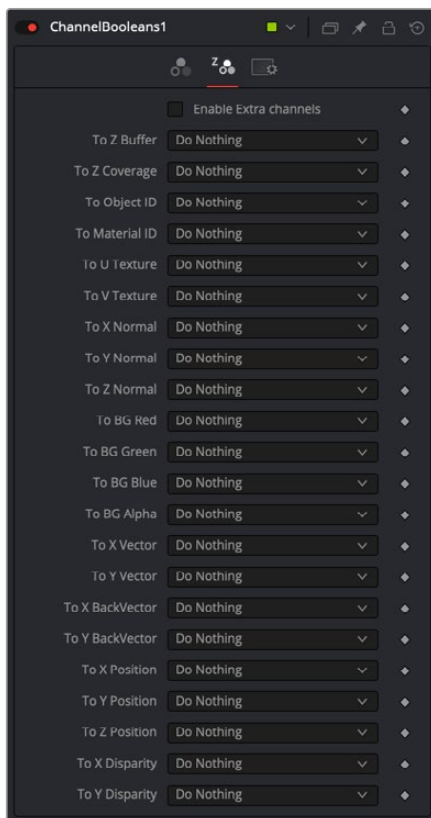 ChannelBooleans1
Z
Enable Extra channels
To Z Buffer Do Nothing
To Z Coverage Do Nothing
To Object ID Do Nothing
To Material ID Do Nothing
To U Texture Do Nothing
To V Texture Do Nothing
To X Normal Do Nothing
To Y Normal Do Nothing
To Z Normal Do Nothing
To BG Red Do Nothing
To BG Green Do Nothing
To BG Blue Do Nothing
To BG Alpha Do Nothing
To X Vector Do Nothing
To Y Vector Do Nothing
To X BackVector Do Nothing
To Y BackVector Do Nothing
To X Position Do Nothing
To Y Position Do Nothing
To Z Position Do Nothing
To X Disparity Do Nothing
To Y Disparity Do Nothing